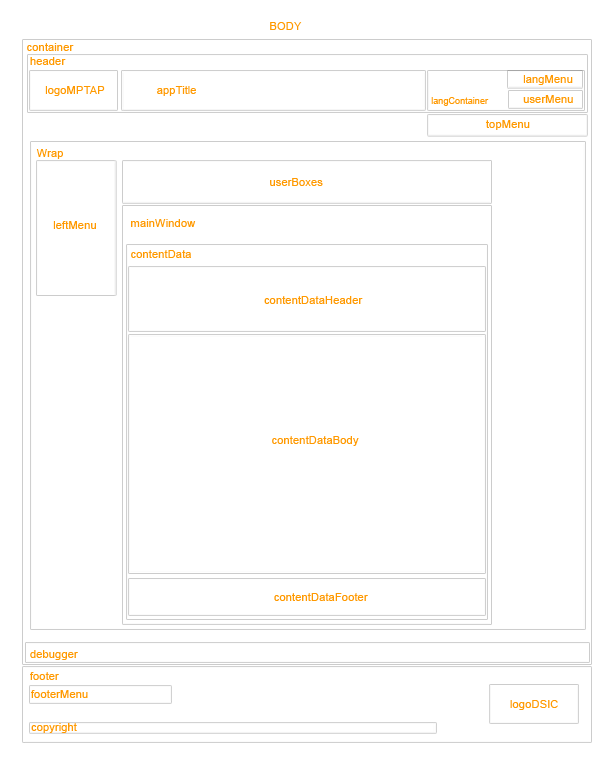 BODY
container
header
logoMPTAP
appTitle
langMenu
langContainer
userMenu
topMenu
Wrap
leftMenu
userBoxes
mainWindow
contentData
contentDataHeader
contentDataBody
contentDataFooter
debugger
footer
footerMenu
logoDSIC
copyright